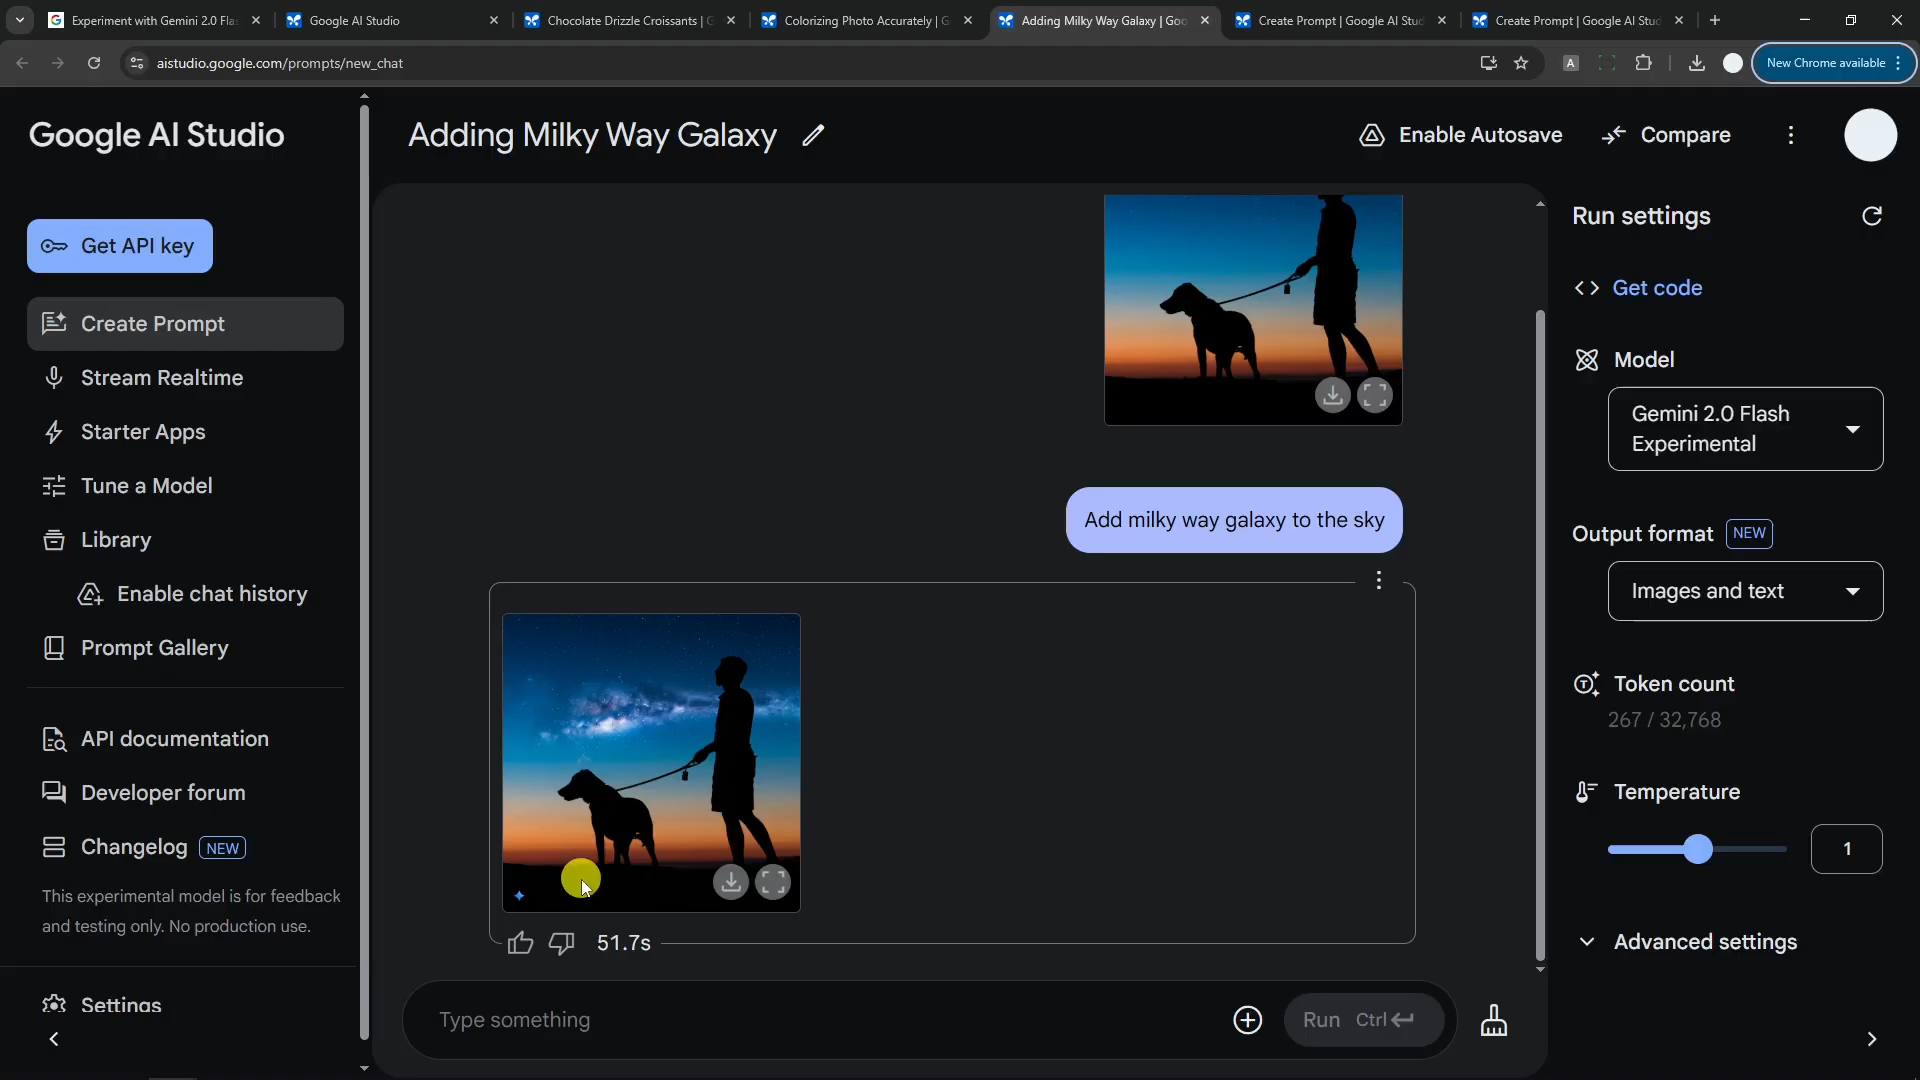 Experiment with Gemini 2.0 Fla
Google AI Studio
Chocolate Drizzle Croissants | G
Colorizing Photo Accurately | G
Adding Milky Way Galaxy | Goo
Create Prompt | Google AI Stud
Create Prompt | Google AI Stud
aistudio.google.com/prompts/new_chat
A
New Chrome available
Google AI Studio
Get API key
Create Prompt
Stream Realtime
Starter Apps
Tune a Model
Library
Enable chat history
Prompt Gallery
API documentation
Developer forum
Changelog NEW
This experimental model is for feedback
and testing only. No production use.
Settings
Adding Milky Way Galaxy
Enable Autosave
Compare
Add milky way galaxy to the sky
51.7s
Type something
Run Ctrl
Run settings
Get code
Model
Gemini 2.0 Flash
Experimental
Output format NEW
Images and text
Token count
267 / 32,768
Temperature
1
Advanced settings